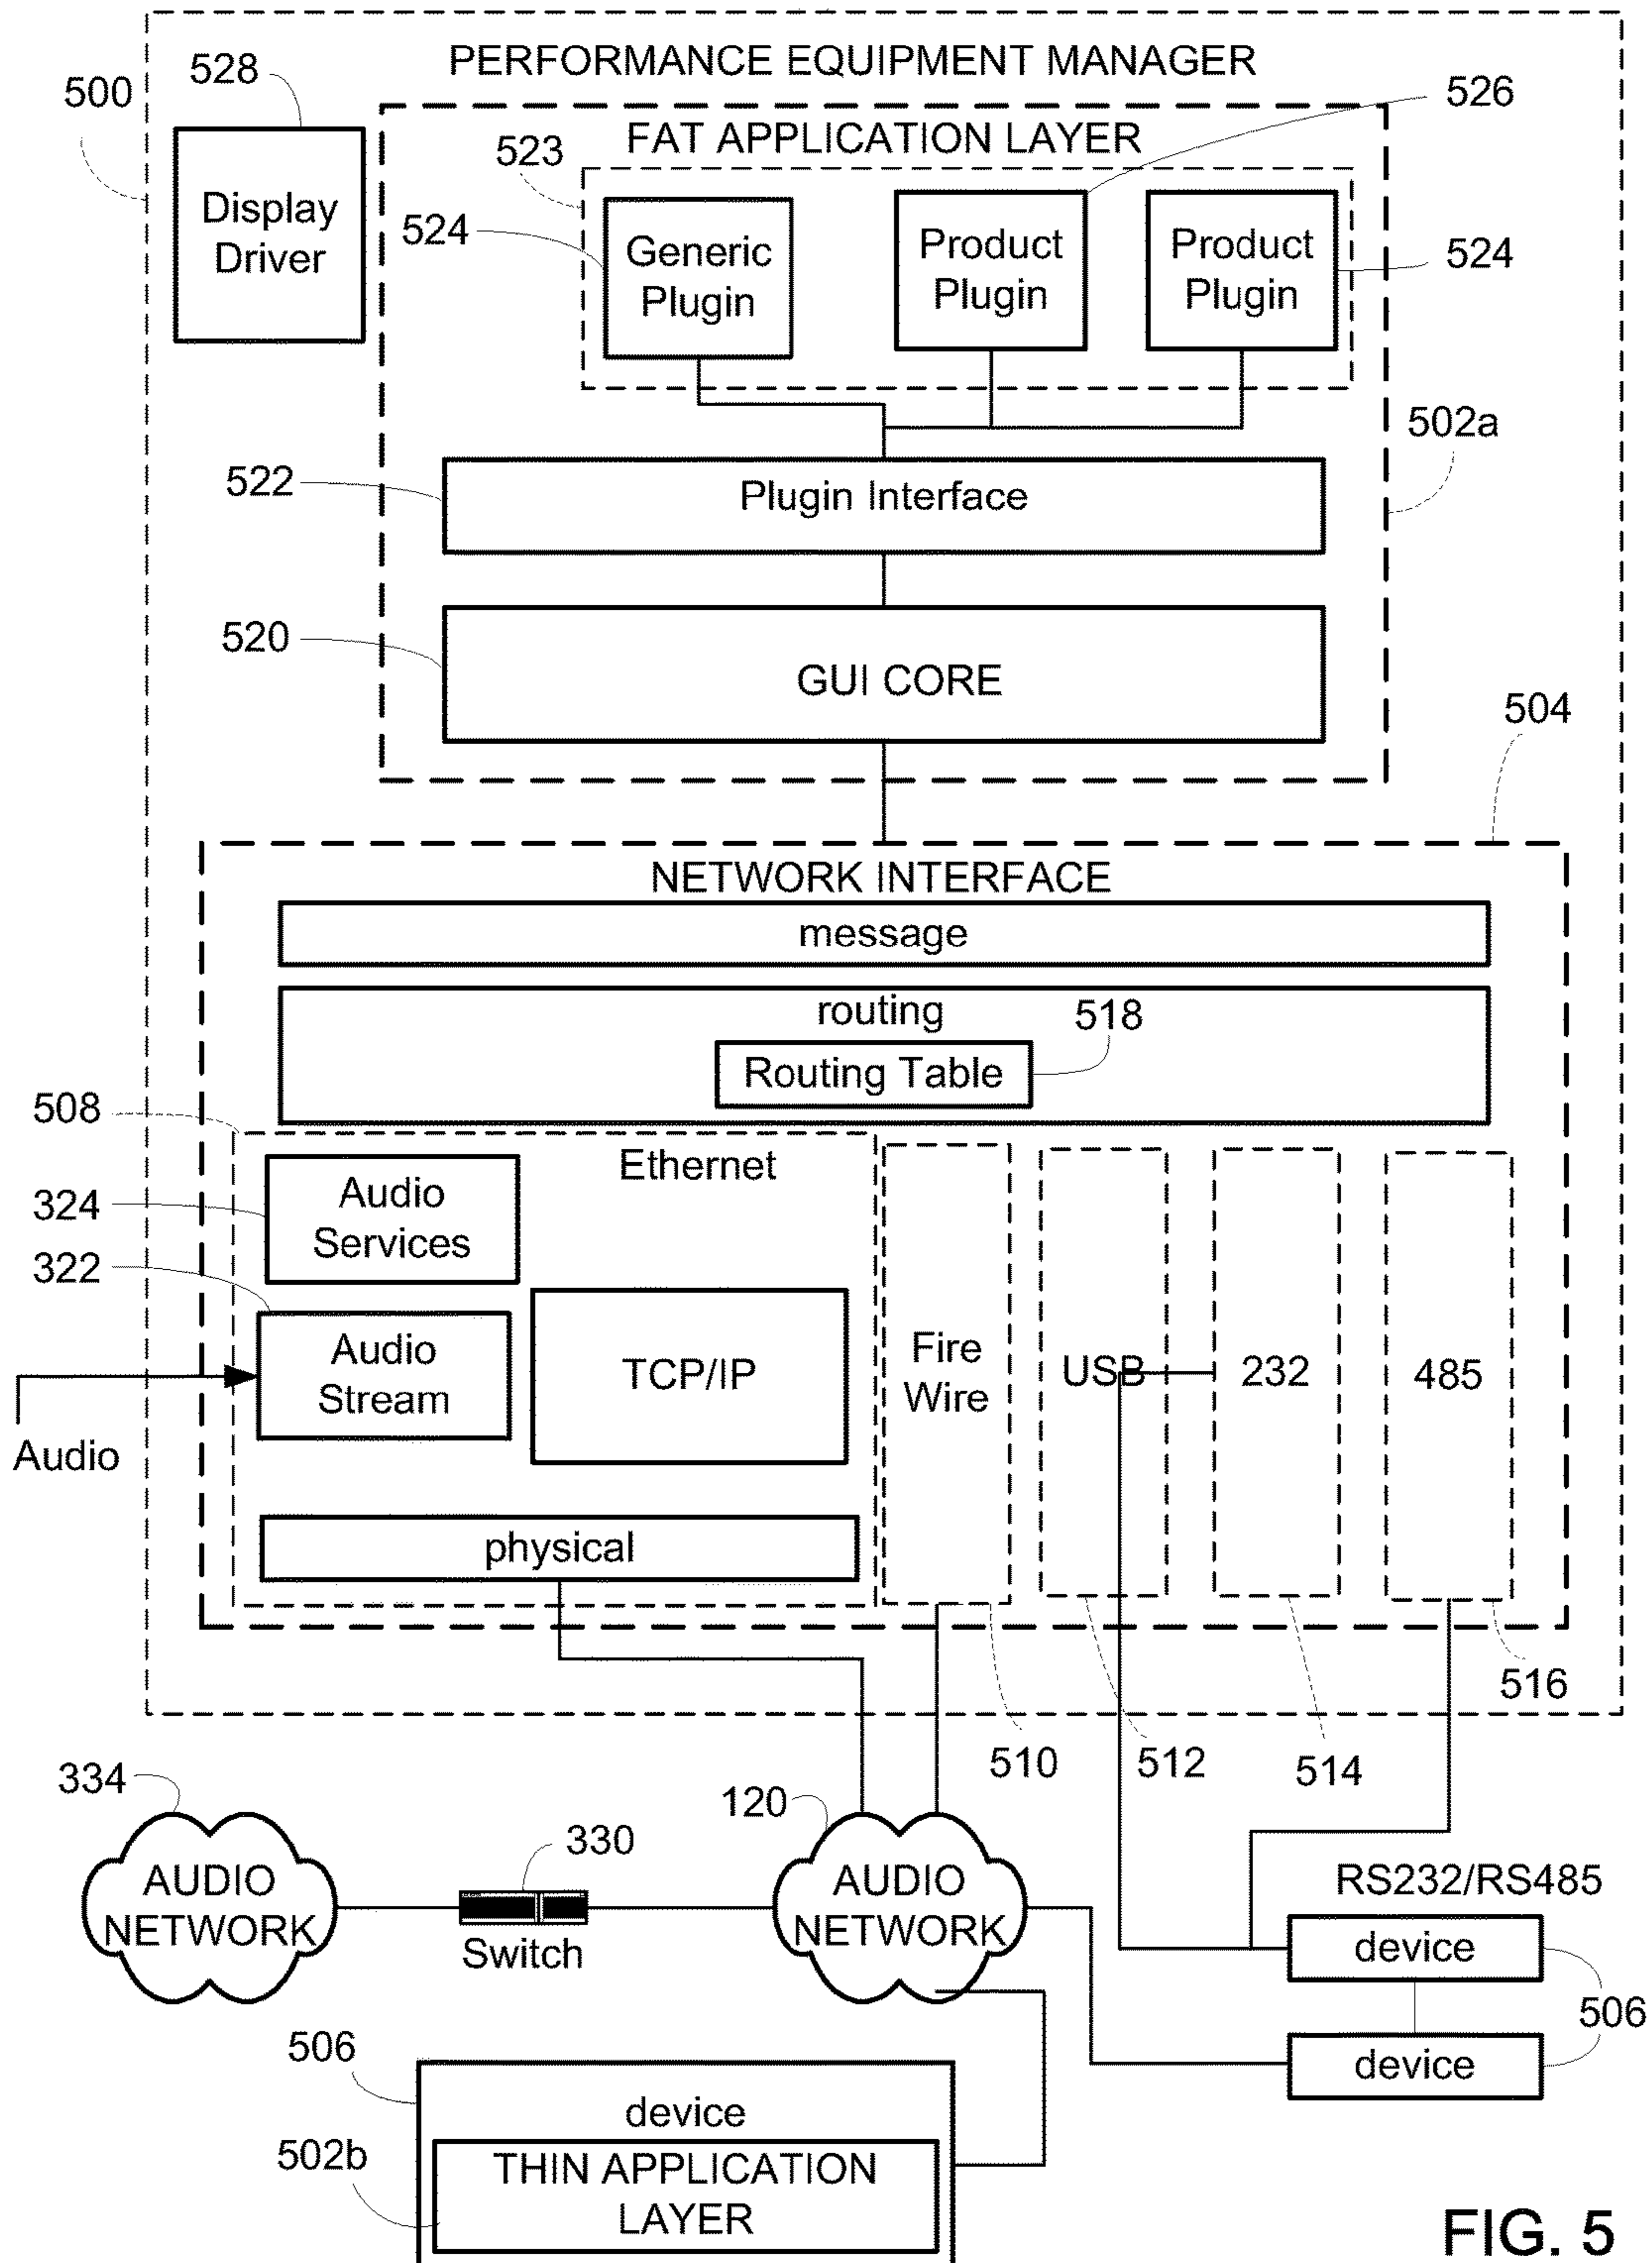 PERFORMANCE EQUIPMENT MANAGER
528
500
526
FAT APPLICATION LAYER
523
Display
Driver
524
Generic
Plugin
Product
Plugin
Product
Plugin
524
502a
522
Plugin Interface
520
GUI CORE
504
NETWORK INTERFACE
message
routing
518
Routing Table
508
Ethernet
324
Audio
Services
322
Audio
Stream
TCP/IP
Fire
Wire
USB
232
485
Audio
physical
516
510
512
514
334
120
330
AUDIO
NETWORK
Switch
AUDIO
NETWORK
RS232/RS485
device
506
device
506
device
502b
THIN APPLICATION
LAYER
FIG. 5